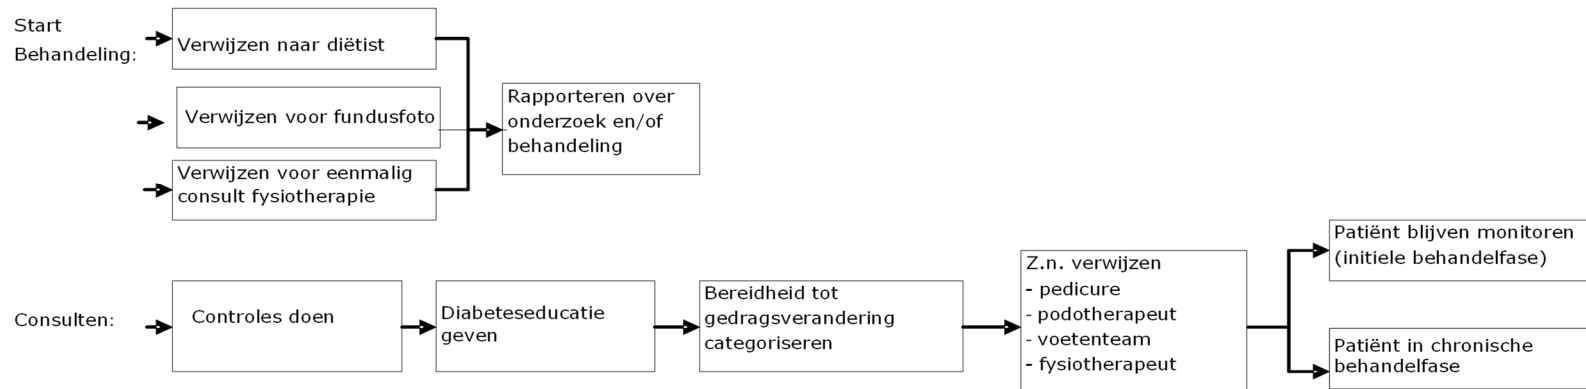 Start
Behandeling:
Verwijzen naar diëtist
Verwijzen voor fundusfoto
Verwijzen voor eenmalig
consult fysiotherapie
Rapporteren over
onderzoek en/of
behandeling
Consulten:
Controles doen
Diabeteseducatie
geven
Bereidheid tot
gedragsverandering
categoriseren
Z.n. verwijzen
- pedicure
- podotherapeut
- voetenteam
- fysiotherapeut
Patiënt blijven monitoren
(initiele behandelfase)
Patiënt in chronische
behandelfase